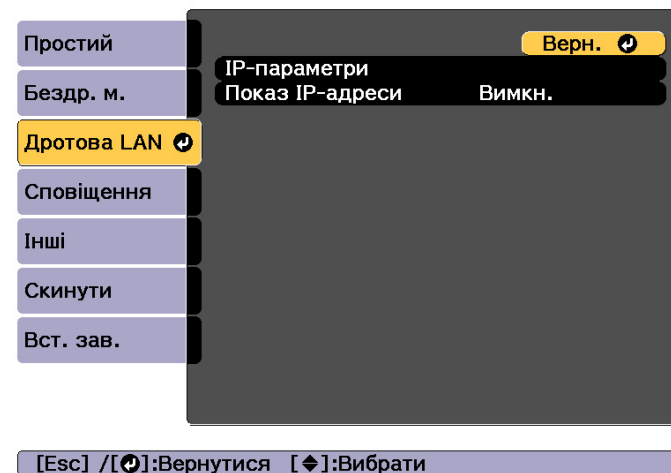 Простий
Бездр. м.
Дротова LAN
Сповіщення
Інші
Скинути
Вст. зав.
Верн.
IP-параметри
Показ IP-адреси Вимкн.
[Esc] /[⏎]:Вернутися [◆]:Вибрати